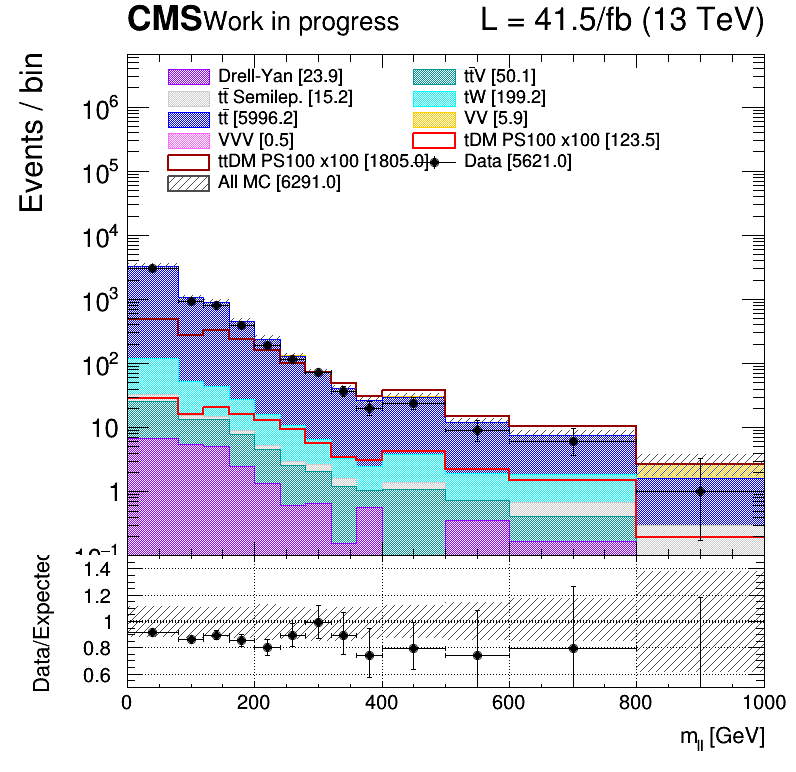 CMS Work in progress L = 41.5/fb (13 TeV)
Events / bin
Drell-Yan [23.9] tt̄V [50.1]
tt̄ Semilep. [15.2] tW [199.2]
tt̄ [5996.2] VV [5.9]
VVV [0.5] tDM PS100 x100 [123.5]
ttDM PS100 x100 [1805.0] Data [5621.0]
All MC [6291.0]
10⁶
10⁵
10⁴
10³
10²
10
1
10⁻¹
Data/Expected
1.4
1.2
1
0.8
0.6
0 200 400 600 800 1000
m_ll [GeV]